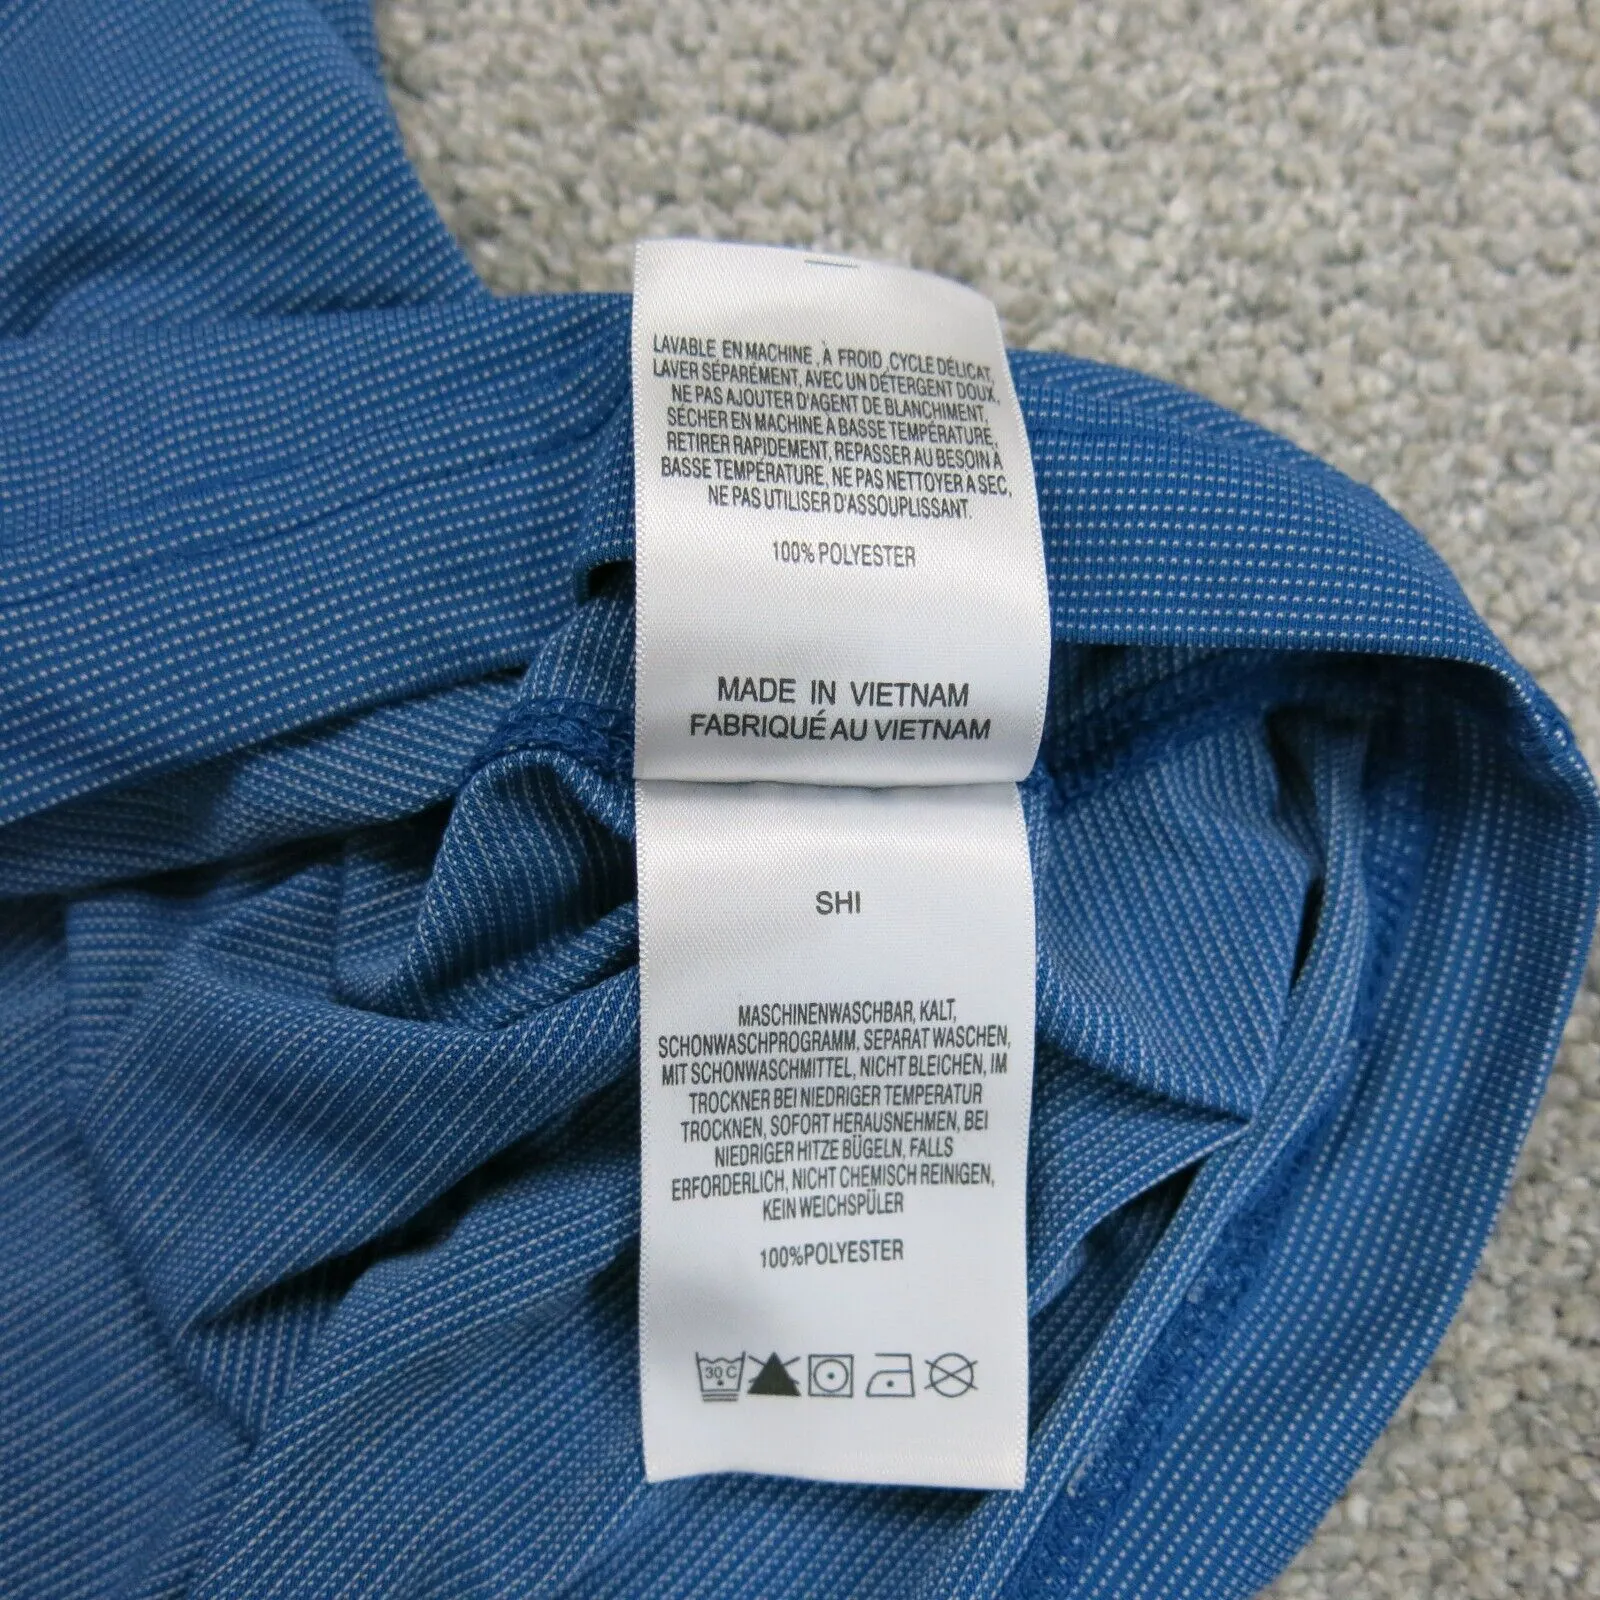 LAVABLE EN MACHINE, À FROID, CYCLE DÉLICAT,
LAVER SÉPARÉMENT, AVEC UN DÉTERGENT DOUX,
NE PAS AJOUTER D'AGENT DE BLANCHIMENT,
SÉCHER EN MACHINE A BASSE TEMPÉRATURE,
RETIRER RAPIDEMENT, REPASSER AU BESOIN À
BASSE TEMPÉRATURE, NE PAS NETTOYER A SEC,
NE PAS UTILISER D'ASSOUPLISSANT.
100% POLYESTER
MADE IN VIETNAM
FABRIQUÉ AU VIETNAM
SHI
MASCHINENWASCHBAR, KALT,
SCHONWASCHPROGRAMM, SEPARAT WASCHEN,
MIT SCHONWASCHMITTEL, NICHT BLEICHEN, IM
TROCKNER BEI NIEDRIGER TEMPERATUR
TROCKNEN, SOFORT HERAUSNEHMEN, BEI
NIEDRIGER HITZE BÜGELN, FALLS
ERFORDERLICH, NICHT CHEMISCH REINIGEN,
KEIN WEICHSPÜLER
100%POLYESTER
30 C